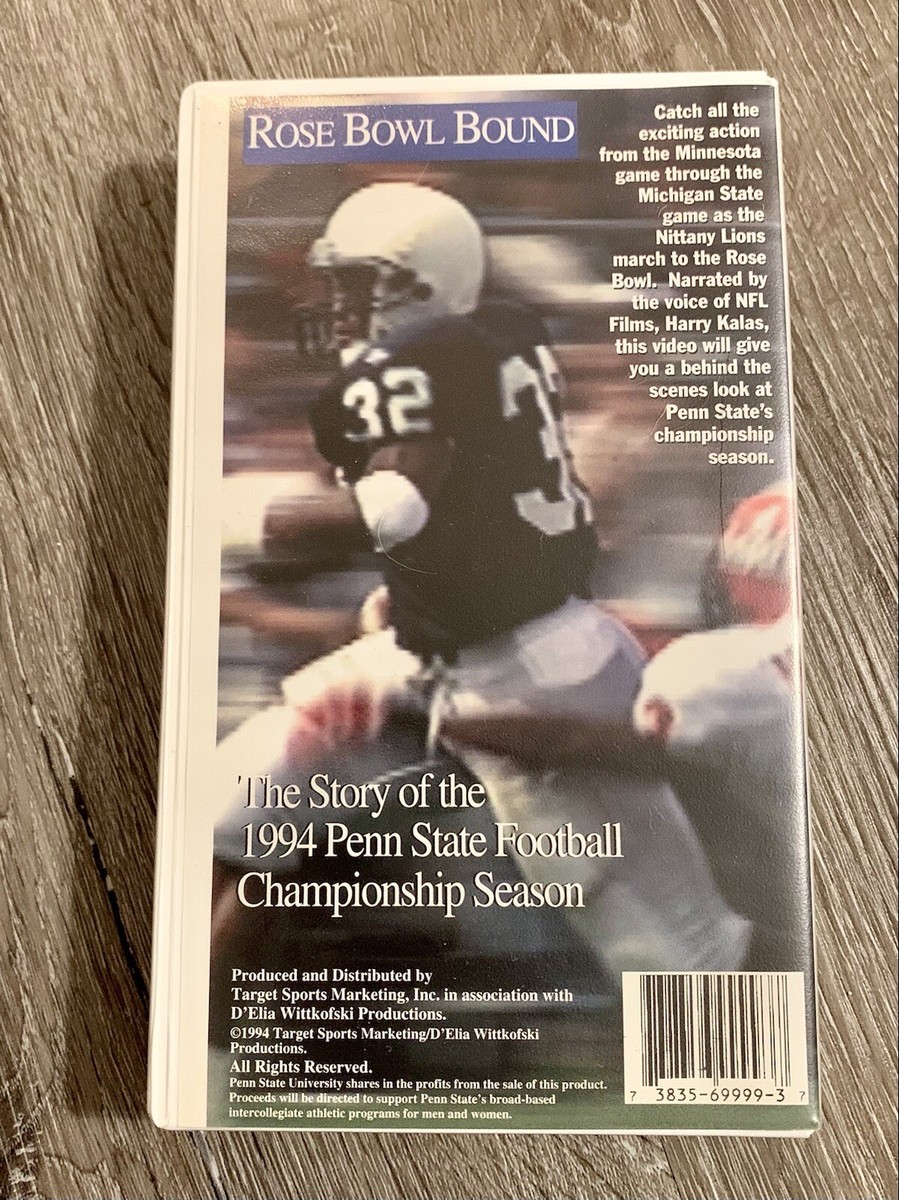 ROSE BOWL BOUND
Catch all the
exciting action
from the Minnesota
game through the
Michigan State
game as the
Nittany Lions
march to the Rose
Bowl. Narrated by
the voice of NFL
Films, Harry Kalas,
this video will give
you a behind the
scenes look at
Penn State's
championship
season.
32
32
The Story of the
1994 Penn State Football
Championship Season
Produced and Distributed by
Target Sports Marketing, Inc. in association with
D'Elia Wittkofski Productions.
©1994 Target Sports Marketing/D'Elia Wittkofski
Productions.
All Rights Reserved.
Penn State University shares in the profits from the sale of this product.
Proceeds will be directed to support Penn State's broad-based
intercollegiate athletic programs for men and women.
7 3835-69999-3 7